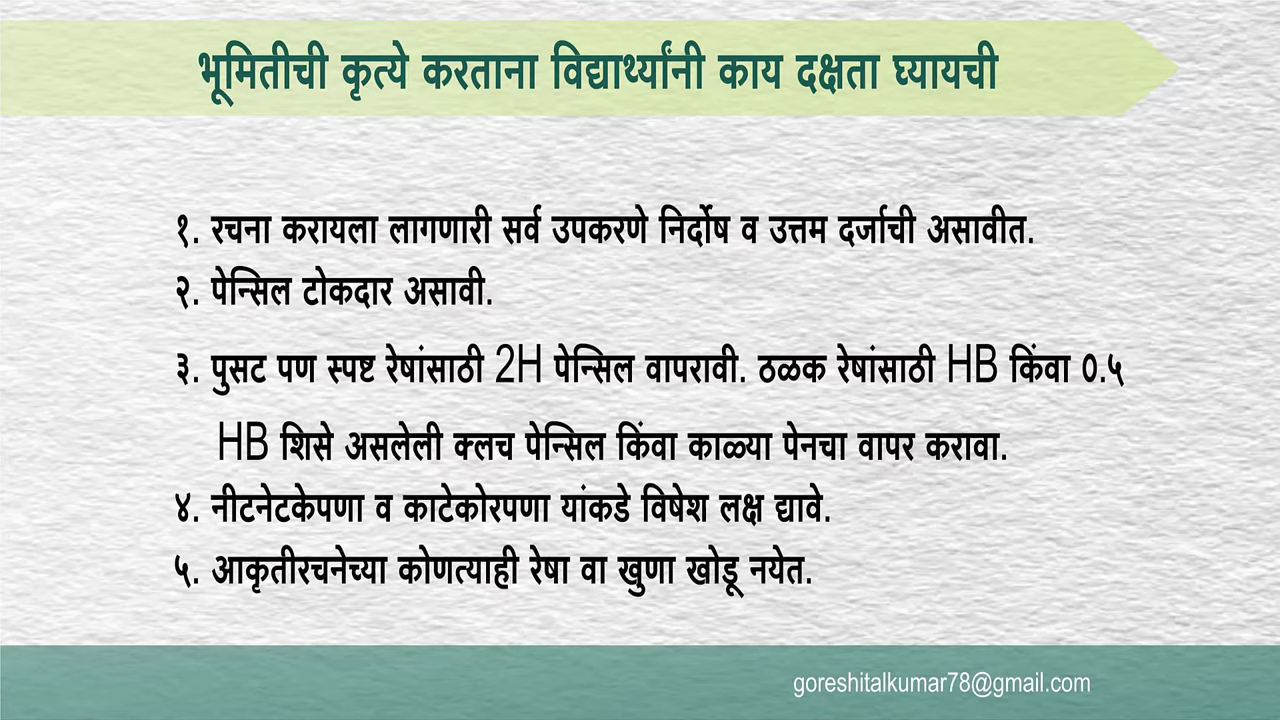 भूमितीची कृत्ये करताना विद्यार्थ्यांनी काय दक्षता घ्यायची
१. रचना करायला लागणारी सर्व उपकरणे निर्दोष व उत्तम दर्जाची असावीत.
२. पेन्सिल टोकदार असावी.
३. पुसट पण स्पष्ट रेषांसाठी 2H पेन्सिल वापरावी. ठळक रेषांसाठी HB किंवा ०.५
HB शिसे असलेली क्लच पेन्सिल किंवा काळ्या पेनचा वापर करावा.
४. नीटनेटकेपणा व काटेकोरपणा यांकडे विषेश लक्ष द्यावे.
५. आकृतीरचनेच्या कोणत्याही रेषा वा खुणा खोडू नयेत.
goreshitalkumar78@gmail.com